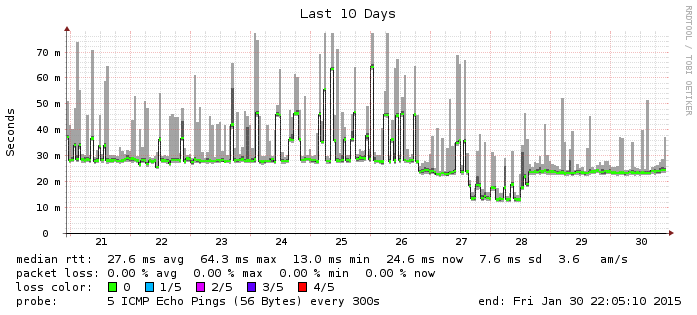 Last 10 Days
RRDTOOL / TOBI OETIKER
Seconds
70 m
60 m
50 m
40 m
30 m
20 m
10 m
0
21 22 23 24 25 26 27 28 29 30
median rtt: 27.6 ms avg 64.3 ms max 13.0 ms min 24.6 ms now 7.6 ms sd 3.6 am/s
packet loss: 0.00 % avg 0.00 % max 0.00 % min 0.00 % now
loss color: 0 1/5 2/5 3/5 4/5
probe: 5 ICMP Echo Pings (56 Bytes) every 300s end: Fri Jan 30 22:05:10 2015